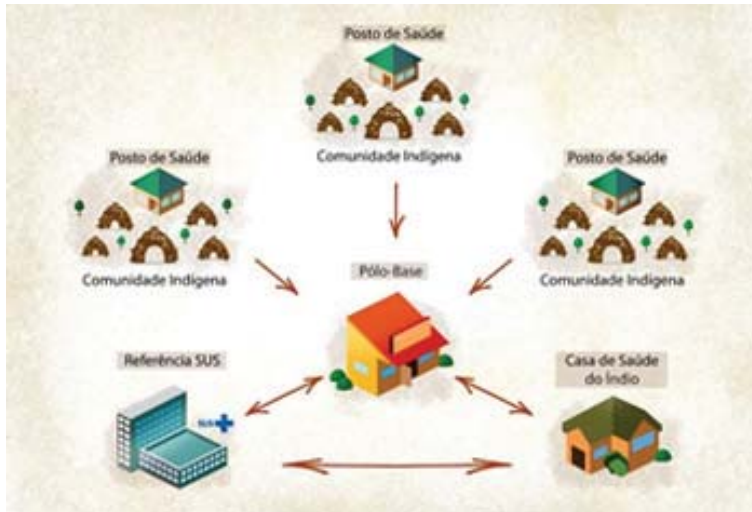 Posto de Saúde
Comunidade Indígena
Posto de Saúde
Comunidade Indígena
Posto de Saúde
Comunidade Indígena
Pólo-Base
Referência SUS
Casa de Saúde
do Índio